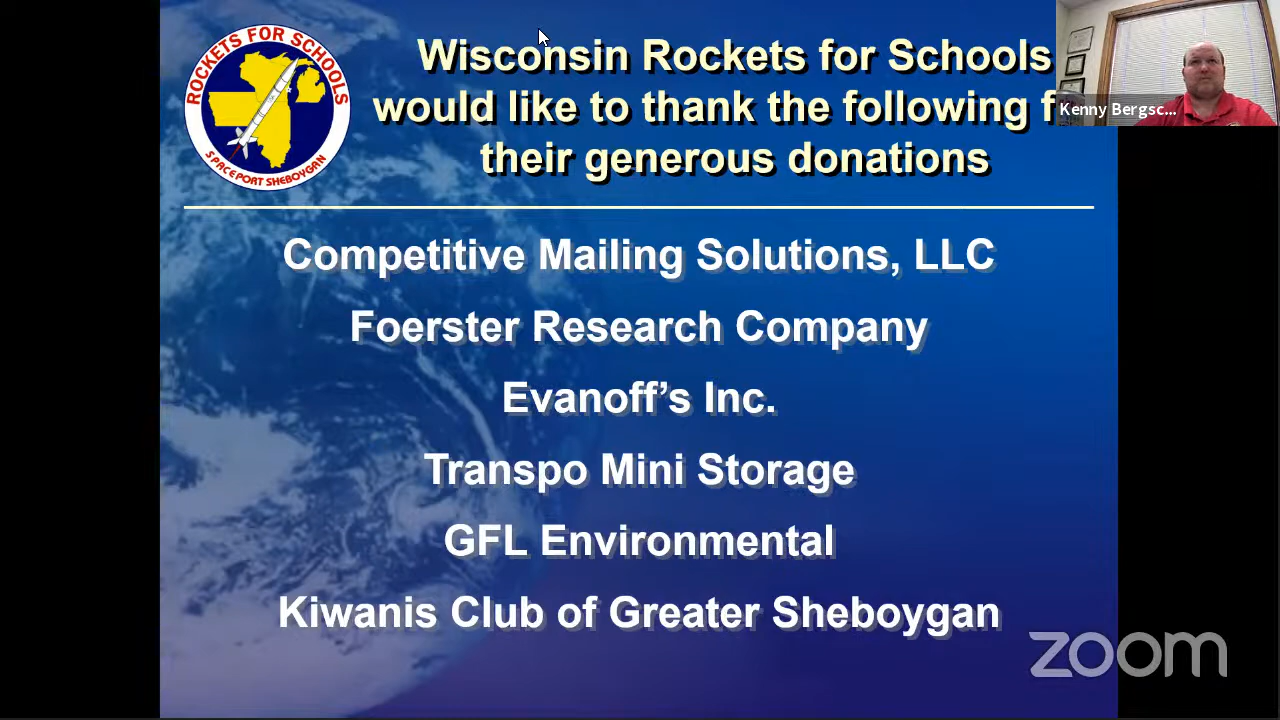 ROCKETS FOR SCHOOLS
SPACE PORT SHEBOYGAN
Wisconsin Rockets for Schools
would like to thank the following f
their generous donations
Kenny Bergsc...
Competitive Mailing Solutions, LLC
Foerster Research Company
Evanoff’s Inc.
Transpo Mini Storage
GFL Environmental
Kiwanis Club of Greater Sheboygan
zoom